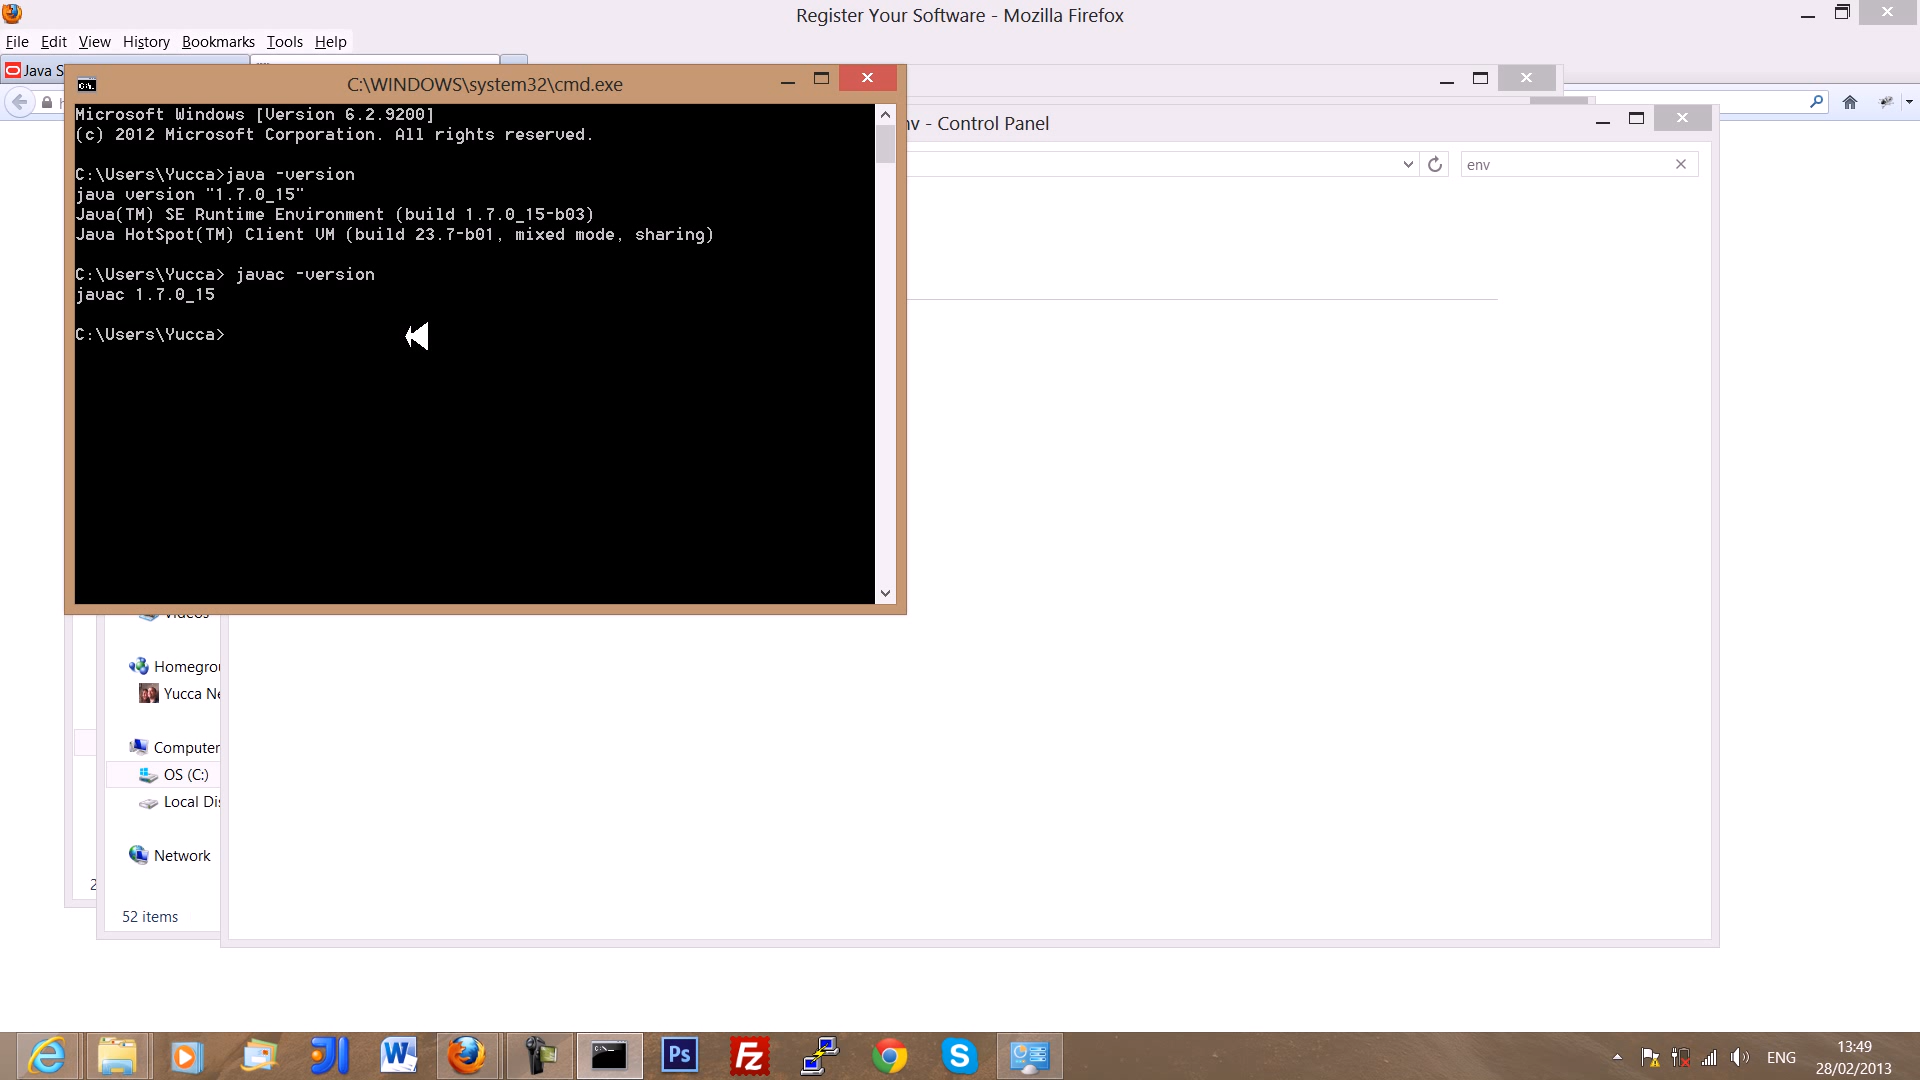 Register Your Software - Mozilla Firefox
File Edit View History Bookmarks Tools Help
Java S
C:\WINDOWS\system32\cmd.exe
Microsoft Windows [Version 6.2.9200]
(c) 2012 Microsoft Corporation. All rights reserved.
C:\Users\Yucca>java -version
java version "1.7.0_15"
Java(TM) SE Runtime Environment (build 1.7.0_15-b03)
Java HotSpot(TM) Client VM (build 23.7-b01, mixed mode, sharing)
C:\Users\Yucca> javac -version
javac 1.7.0_15
C:\Users\Yucca>
nv - Control Panel
env
Videos
Homegrou
Yucca Ne
Computer
OS (C:)
Local Dis
Network
2
52 items
W
Ps
Fz
S
ENG
13:49
28/02/2013